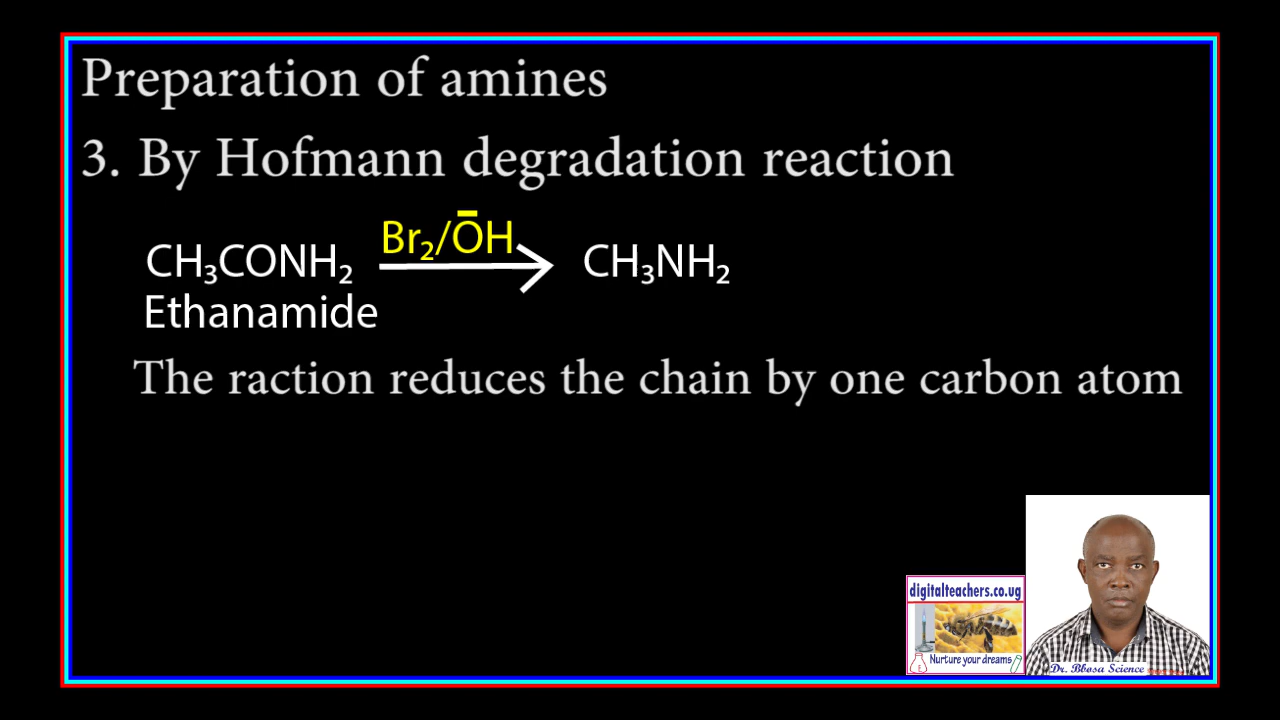 Preparation of amines
3. By Hofmann degradation reaction
Br₂/ŌH
CH₃CONH₂ CH₃NH₂
Ethanamide
The raction reduces the chain by one carbon atom
digitalteachers.co.ug
Nurture your dreams
Dr. Bbosa Science